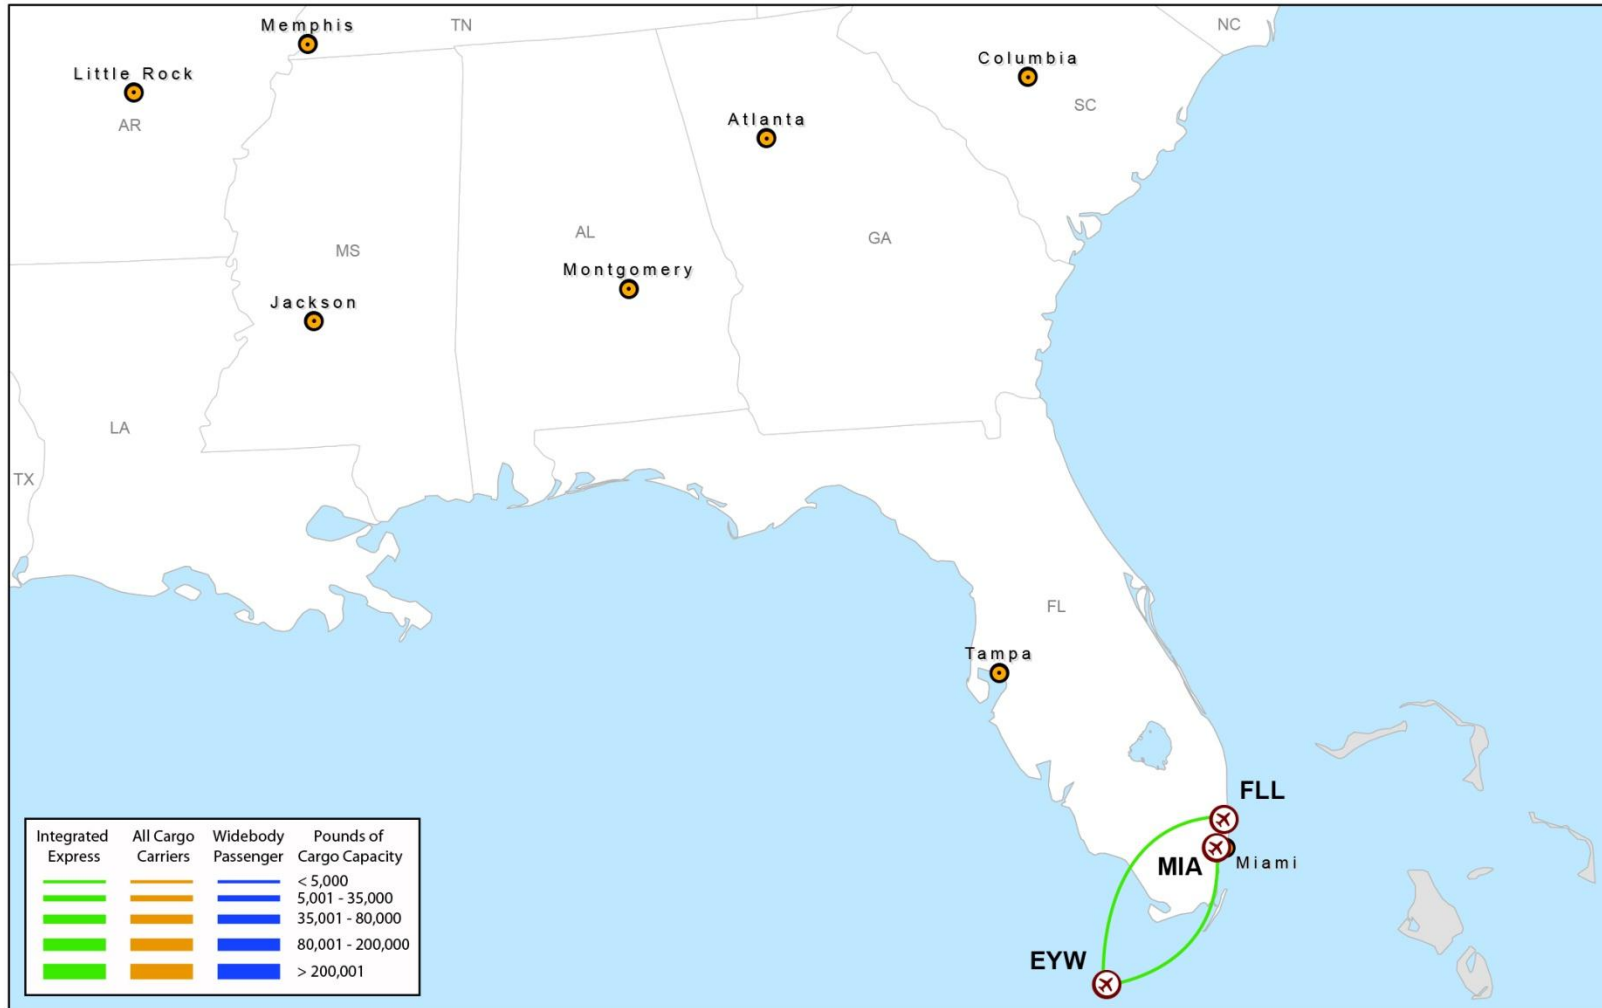 Memphis
TN
NC
Little Rock
Columbia
AR
SC
Atlanta
AL
GA
MS
Montgomery
Jackson
LA
TX
FL
Tampa
FLL
MIA
Miami
EYW
Integrated Express
All Cargo Carriers
Widebody Passenger
Pounds of Cargo Capacity
< 5,000
5,001 - 35,000
35,001 - 80,000
80,001 - 200,000
> 200,001